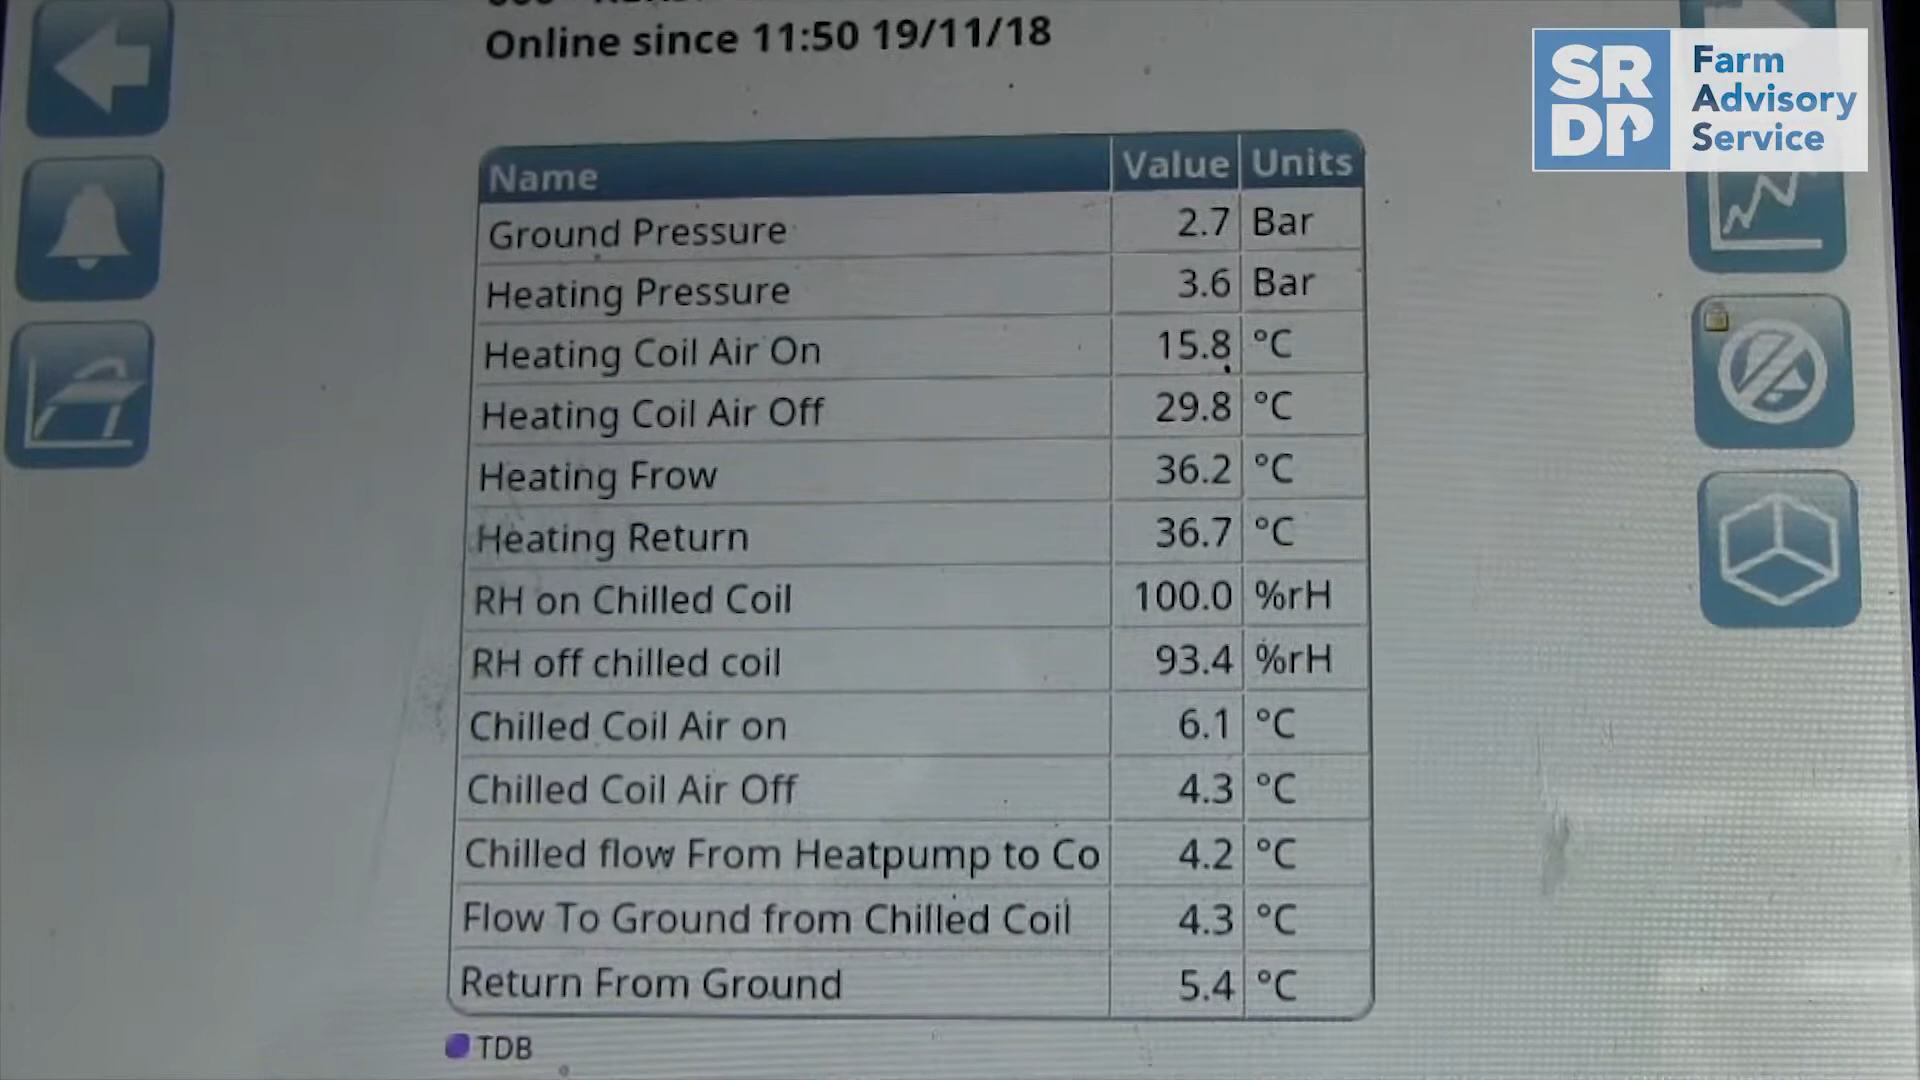 Online since 11:50 19/11/18
SR
DP
Farm
Advisory
Service
Name Value Units
Ground Pressure 2.7 Bar
Heating Pressure 3.6 Bar
Heating Coil Air On 15.8 °C
Heating Coil Air Off 29.8 °C
Heating Frow 36.2 °C
Heating Return 36.7 °C
RH on Chilled Coil 100.0 %rH
RH off chilled coil 93.4 %rH
Chilled Coil Air on 6.1 °C
Chilled Coil Air Off 4.3 °C
Chilled flow From Heatpump to Co 4.2 °C
Flow To Ground from Chilled Coil 4.3 °C
Return From Ground 5.4 °C
TDB